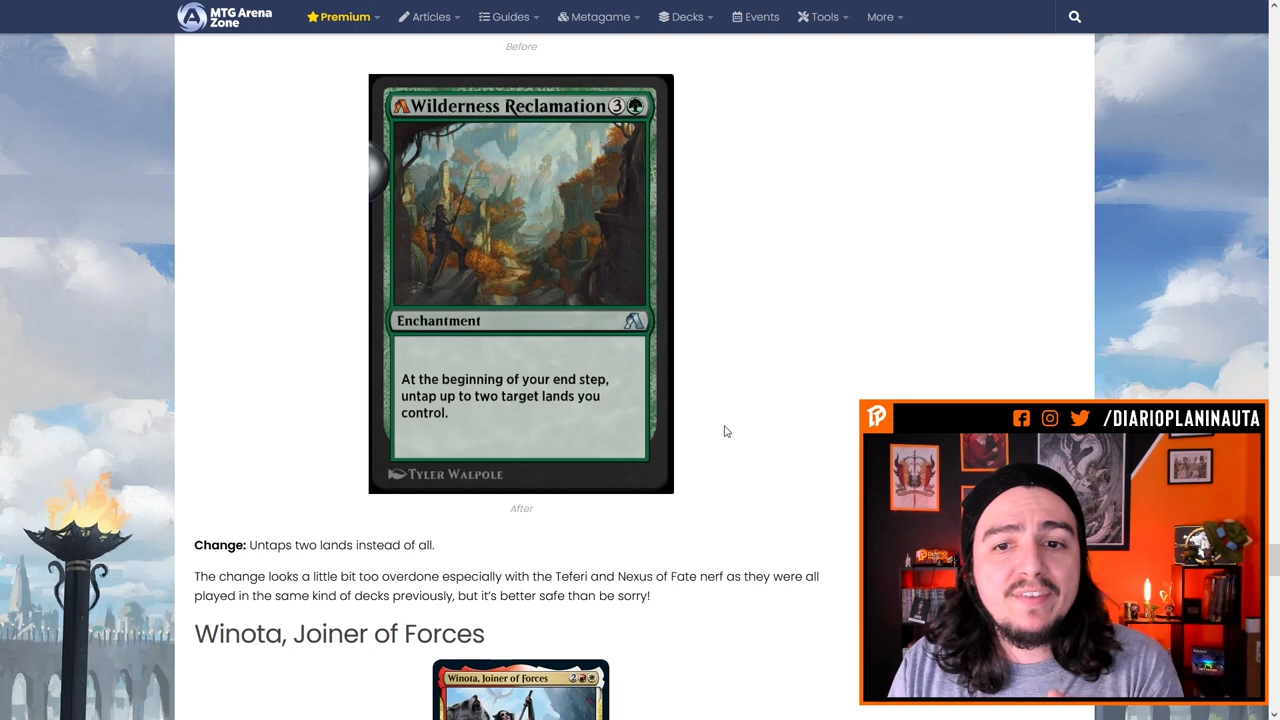 MTG Arena
Zone
Premium
Articles
Guides
Metagame
Decks
Events
Tools
More
Before
Wilderness Reclamation 3
Enchantment
At the beginning of your end step,
untap up to two target lands you
control.
Tyler Walpole
After
Change: Untaps two lands instead of all.
The change looks a little bit too overdone especially with the Teferi and Nexus of Fate nerf as they were all
played in the same kind of decks previously, but it's better safe than be sorry!
Winota, Joiner of Forces
Winota, Joiner of Forces 2
/DIARIOPLANINAUTA